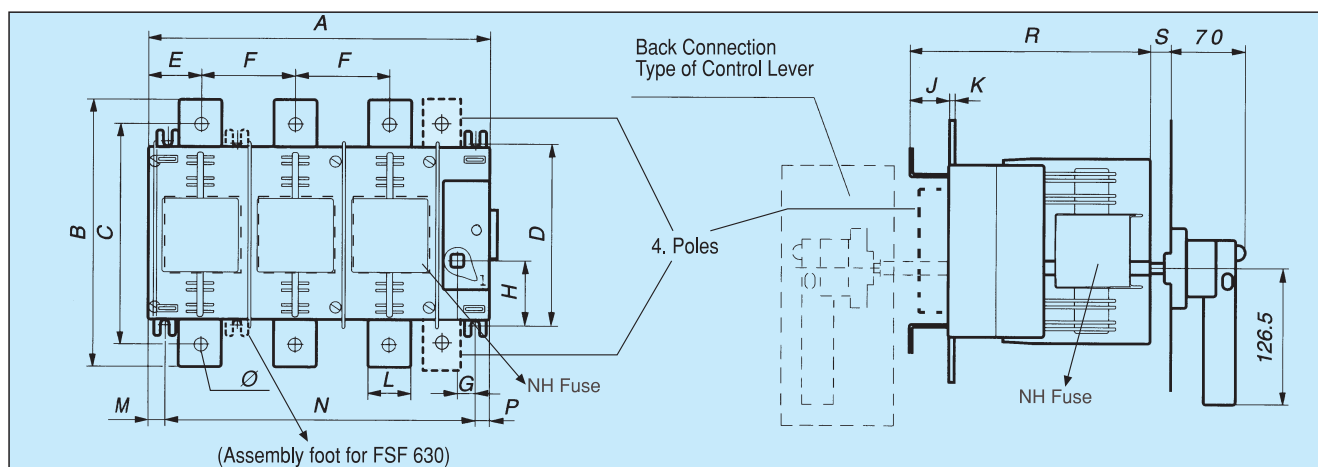 A
E
F
F
B
C
D
H
Ø
L
G
M
N
P
1
NH Fuse
(Assembly foot for FSF 630)
Back Connection
Type of Control Lever
4. Poles
R
S
70
J
K
126.5
NH Fuse